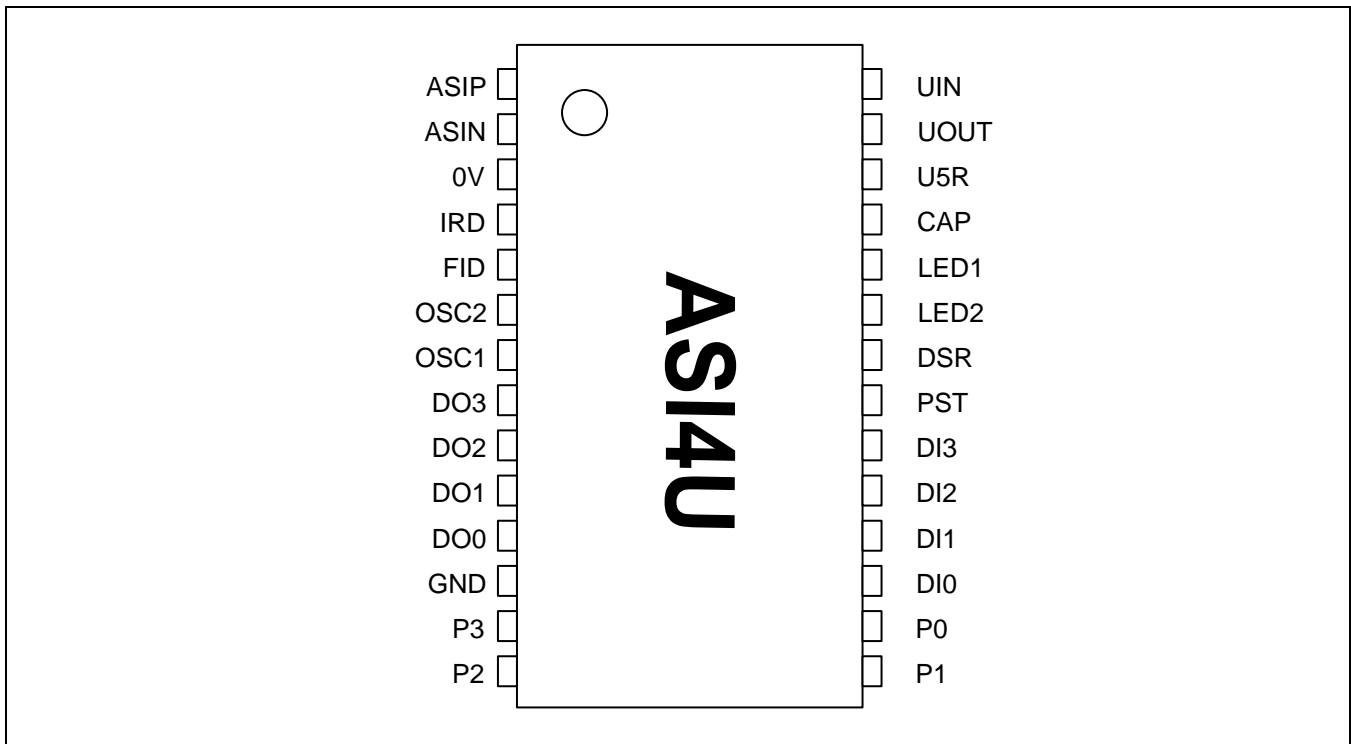 ASIP
ASIN
0V
IRD
FID
OSC2
OSC1
DO3
DO2
DO1
DO0
GND
P3
P2
ASI4U
UIN
UOUT
U5R
CAP
LED1
LED2
DSR
PST
DI3
DI2
DI1
DI0
P0
P1